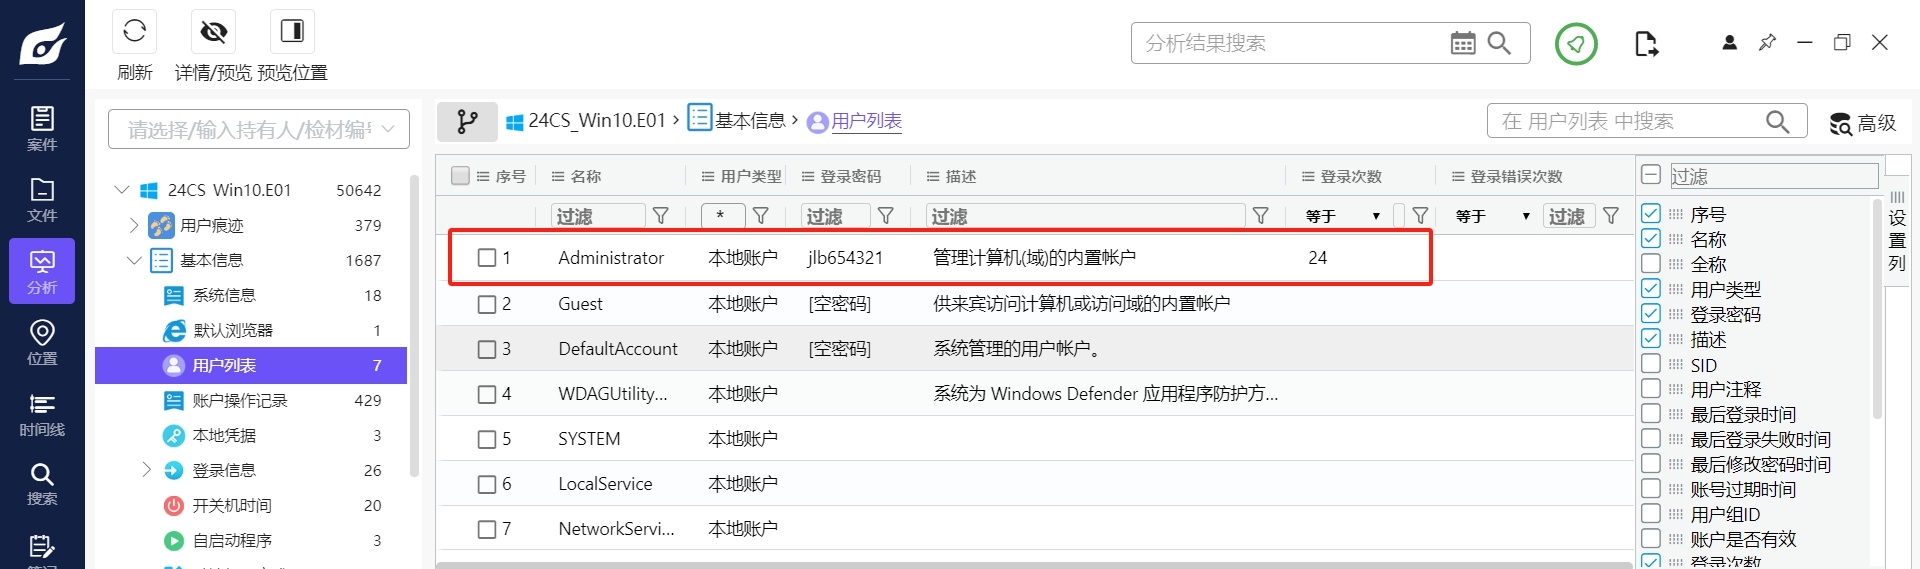 刷新
详情/预览
预览位置
分析结果搜索
案件
文件
分析
位置
时间线
搜索
请选择/输入持有人/检材编号
24CS_Win10.E01 50642
用户痕迹 379
基本信息 1687
系统信息 18
默认浏览器 1
用户列表 7
账户操作记录 429
本地凭据 3
登录信息 26
开关机时间 20
自启动程序 3
24CS_Win10.E01 › 基本信息 › 用户列表
在 用户列表 中搜索
高级
序号 名称 用户类型 登录密码 描述 登录次数 登录错误次数
过滤 * 过滤 过滤 等于 等于 过滤
1 Administrator 本地账户 jlb654321 管理计算机(域)的内置帐户 24
2 Guest 本地账户 [空密码] 供来宾访问计算机或访问域的内置帐户
3 DefaultAccount 本地账户 [空密码] 系统管理的用户帐户。
4 WDAGUtility... 本地账户 系统为 Windows Defender 应用程序防护方...
5 SYSTEM 本地账户
6 LocalService 本地账户
7 NetworkServi... 本地账户
过滤
序号
名称
全称
用户类型
登录密码
描述
SID
用户注释
最后登录时间
最后登录失败时间
最后修改密码时间
账号过期时间
用户组ID
账户是否有效
登录次数
设置列